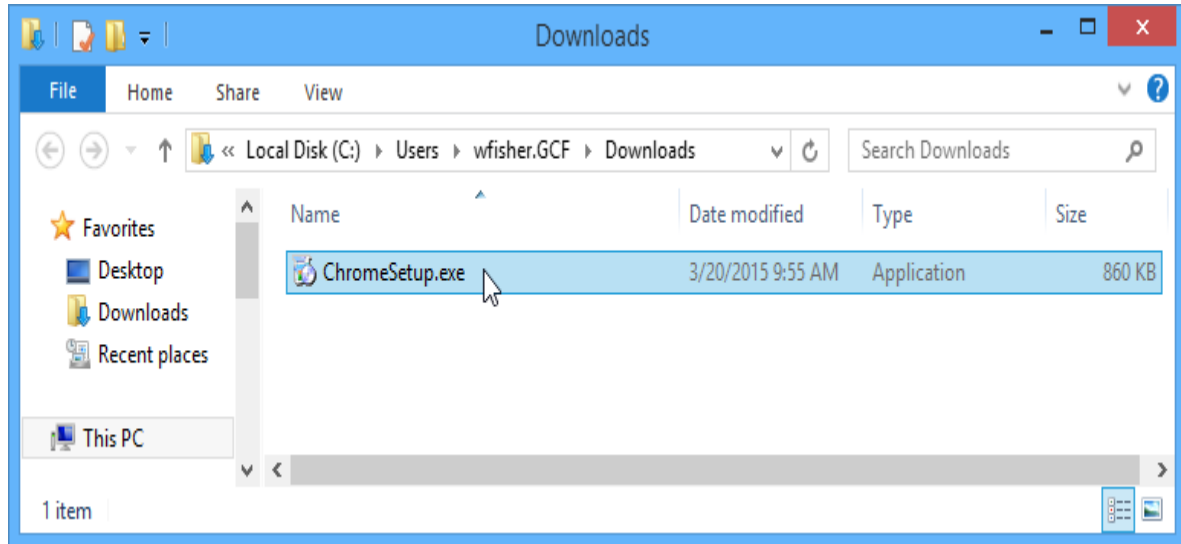 Downloads
X
File Home Share View ?
« Local Disk (C:) Users wfisher.GCF Downloads Search Downloads
Name Date modified Type Size
Favorites
ChromeSetup.exe 3/20/2015 9:55 AM Application 860 KB
Desktop
Downloads
Recent places
This PC
1 item